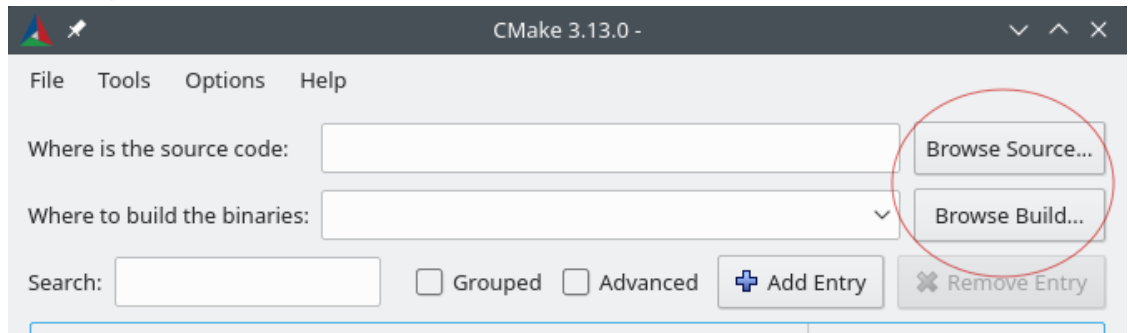 CMake 3.13.0 -
File Tools Options Help
Where is the source code: Browse Source...
Where to build the binaries: Browse Build...
Search: Grouped Advanced Add Entry Remove Entry